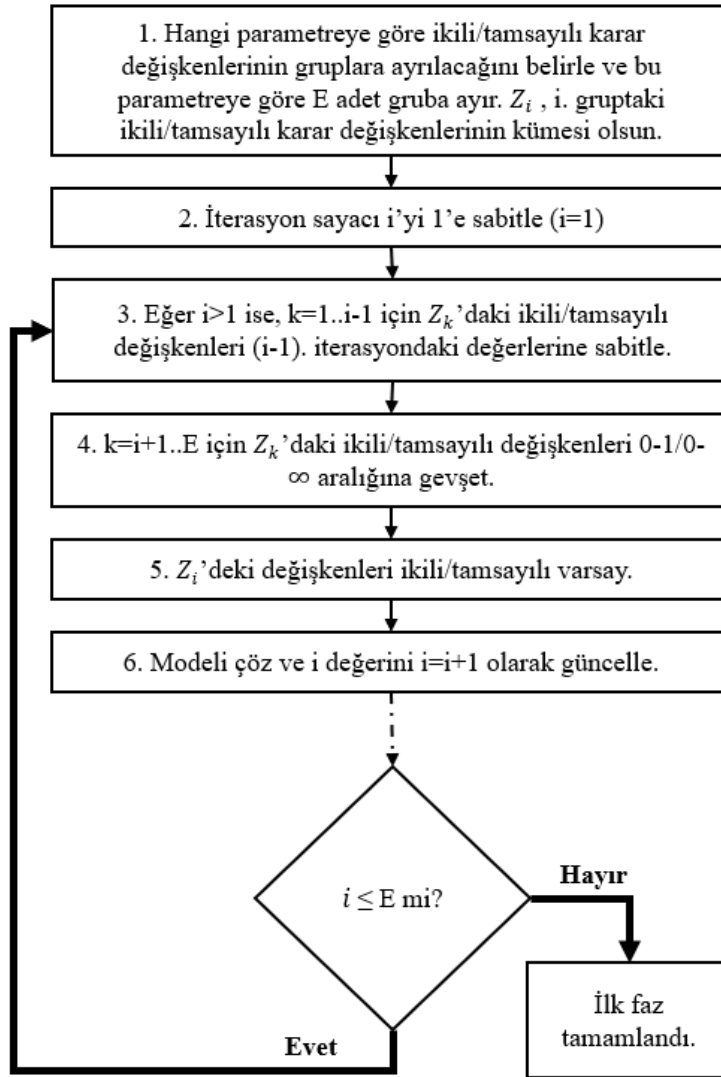 1. Hangi parametreye göre ikili/tamsayılı karar
değişkenlerinin gruplara ayrılacağını belirle ve bu
parametreye göre E adet gruba ayır. Z_i , i. gruptaki
ikili/tamsayılı karar değişkenlerinin kümesi olsun.
2. İterasyon sayacı i’yi 1’e sabitle (i=1)
3. Eğer i>1 ise, k=1..i-1 için Z_k’daki ikili/tamsayılı
değişkenleri (i-1). iterasyondaki değerlerine sabitle.
4. k=i+1..E için Z_k’daki ikili/tamsayılı değişkenleri 0-1/0-
∞ aralığına gevşet.
5. Z_i’deki değişkenleri ikili/tamsayılı varsay.
6. Modeli çöz ve i değerini i=i+1 olarak güncelle.
i ≤ E mi?
Hayır
İlk faz
tamamlandı.
Evet